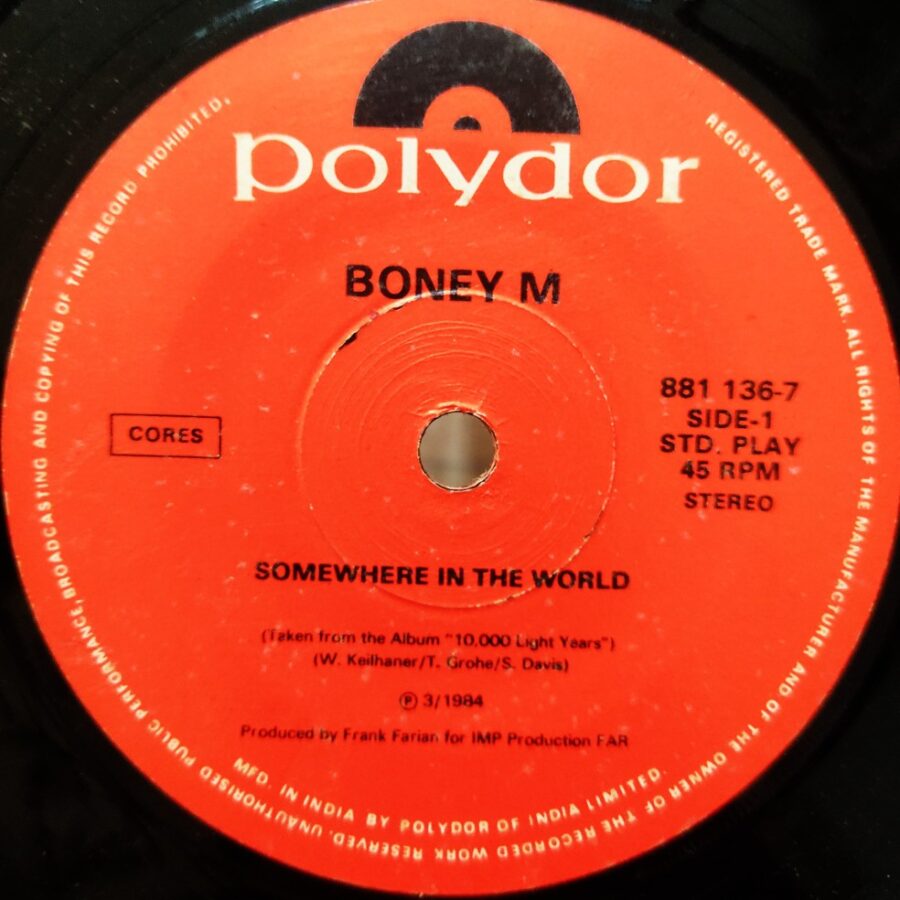 polydor
BONEY M
881 136-7
SIDE-1
STD. PLAY
45 RPM
STEREO
CORES
SOMEWHERE IN THE WORLD
(Taken from the Album "10,000 Light Years")
(W. Keilhaner/T. Grohe/S. Davis)
℗ 3/1984
Produced by Frank Farian for IMP Production FAR
MFD. IN INDIA BY POLYDOR OF INDIA LIMITED.
REGISTERED TRADE MARK. ALL RIGHTS OF THE MANUFACTURER AND OF THE OWNER OF THE RECORDED WORK RESERVED. UNAUTHORISED PUBLIC PERFORMANCE, BROADCASTING AND COPYING OF THIS RECORD PROHIBITED.